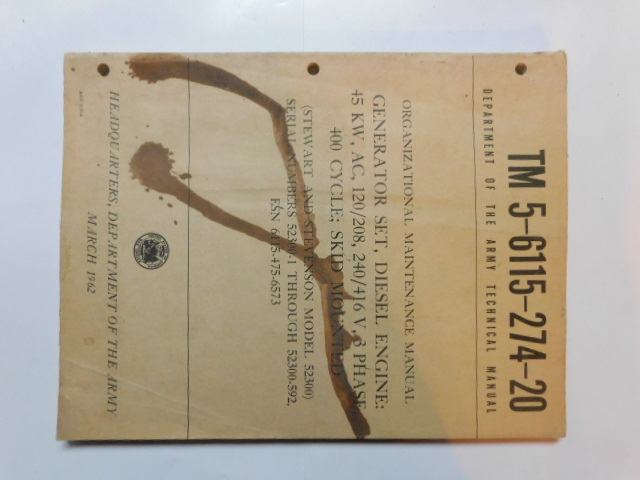 TM 5-6115-274-20
DEPARTMENT OF THE ARMY TECHNICAL MANUAL
ORGANIZATIONAL MAINTENANCE MANUAL
GENERATOR SET, DIESEL ENGINE:
45 KW, AC, 120/208, 240/416 V, 3 PHASE,
400 CYCLE; SKID MOUNTED
(STEWART AND STEVENSON MODEL 52300)
SERIAL NUMBERS 52300-1 THROUGH 52300-592,
FSN 6115-475-6573
HEADQUARTERS, DEPARTMENT OF THE ARMY
MARCH 1962